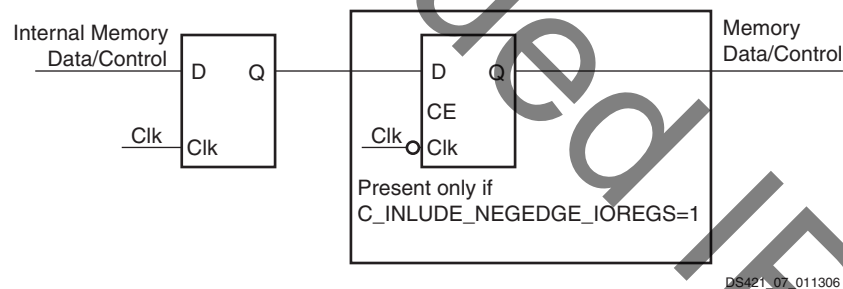 Internal Memory
Data/Control
D Q
Clk
Clk
D Q
CE
Clk
Clk
Present only if
C_INLUDE_NEGEDGE_IOREGS=1
Memory
Data/Control
DS421_07_011306